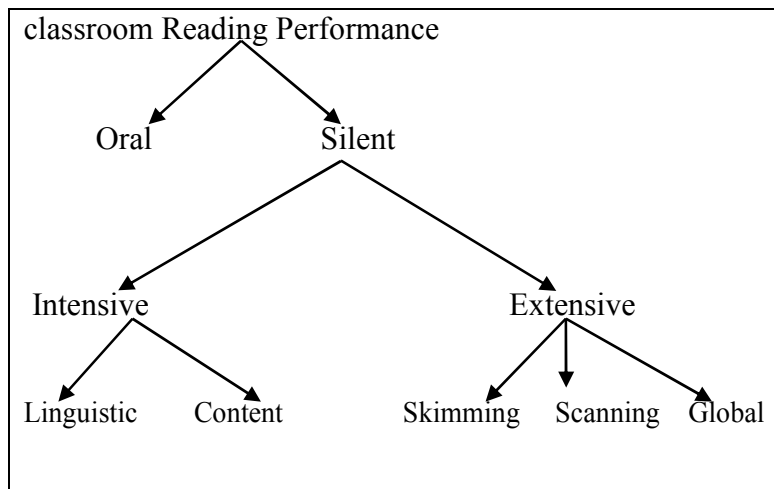 classroom Reading Performance
Oral Silent
Intensive Extensive
Linguistic Content Skimming Scanning Global